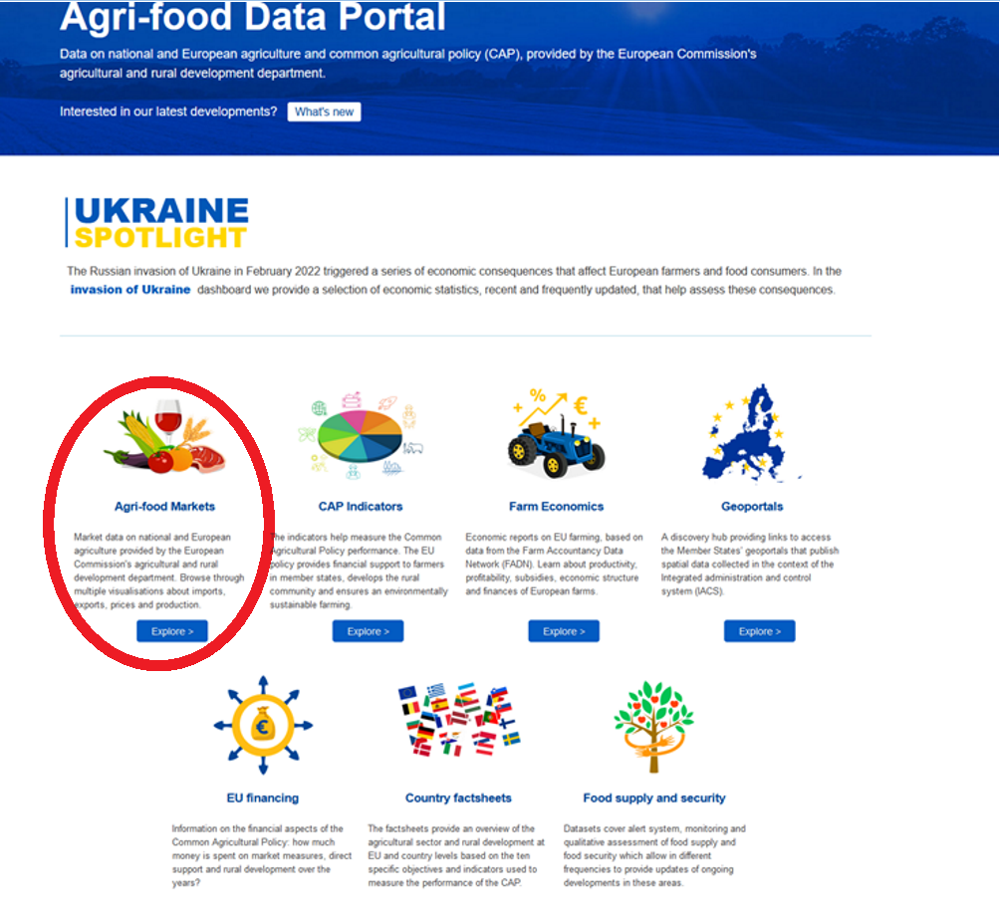 Agri-food Data Portal
Data on national and European agriculture and common agricultural policy (CAP), provided by the European Commission's
agricultural and rural development department.
Interested in our latest developments? What's new
UKRAINE
SPOTLIGHT
The Russian invasion of Ukraine in February 2022 triggered a series of economic consequences that affect European farmers and food consumers. In the
invasion of Ukraine dashboard we provide a selection of economic statistics, recent and frequently updated, that help assess these consequences.
Agri-food Markets
Market data on national and European
agriculture provided by the European
Commission's agricultural and rural
development department. Browse through
multiple visualisations about imports,
exports, prices and production.
Explore >
CAP Indicators
The indicators help measure the Common
Agricultural Policy performance. The EU
policy provides financial support to farmers
in member states, develops the rural
community and ensures an environmentally
sustainable farming.
Explore >
% €
Farm Economics
Economic reports on EU farming, based on
data from the Farm Accountancy Data
Network (FADN). Learn about productivity,
profitability, subsidies, economic structure
and finances of European farms.
Explore >
Geoportals
A discovery hub providing links to access
the Member States' geoportals that publish
spatial data collected in the context of the
Integrated administration and control
system (IACS).
Explore >
€
EU financing
Information on the financial aspects of the
Common Agricultural Policy: how much
money is spent on market measures, direct
support and rural development over the
years?
Country factsheets
The factsheets provide an overview of the
agricultural sector and rural development at
EU and country levels based on the ten
specific objectives and indicators used to
measure the performance of the CAP.
Food supply and security
Datasets cover alert system, monitoring and
qualitative assessment of food supply and
food security which allow in different
frequencies to provide updates of ongoing
developments in these areas.